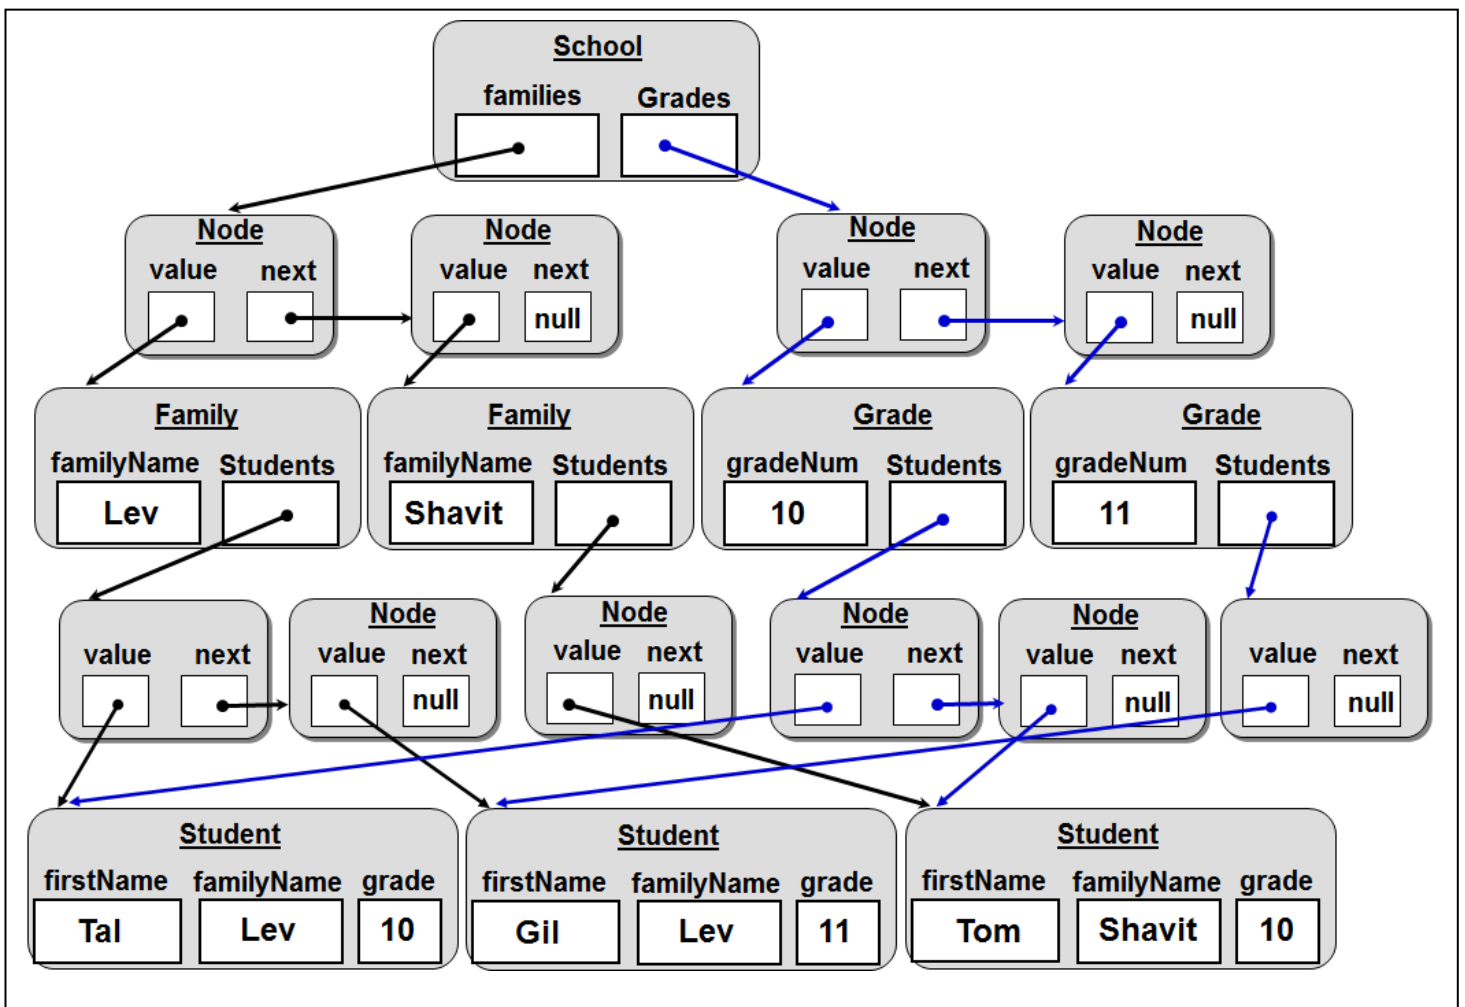 School
families Grades
Node Node Node Node
value next value next value next value next
null null
Family Family Grade Grade
familyName Students familyName Students gradeNum Students gradeNum Students
Lev Shavit 10 11
Node Node Node Node
value next value next value next value next value next value next
null null null null
Student Student Student
firstName familyName grade firstName familyName grade firstName familyName grade
Tal Lev 10 Gil Lev 11 Tom Shavit 10